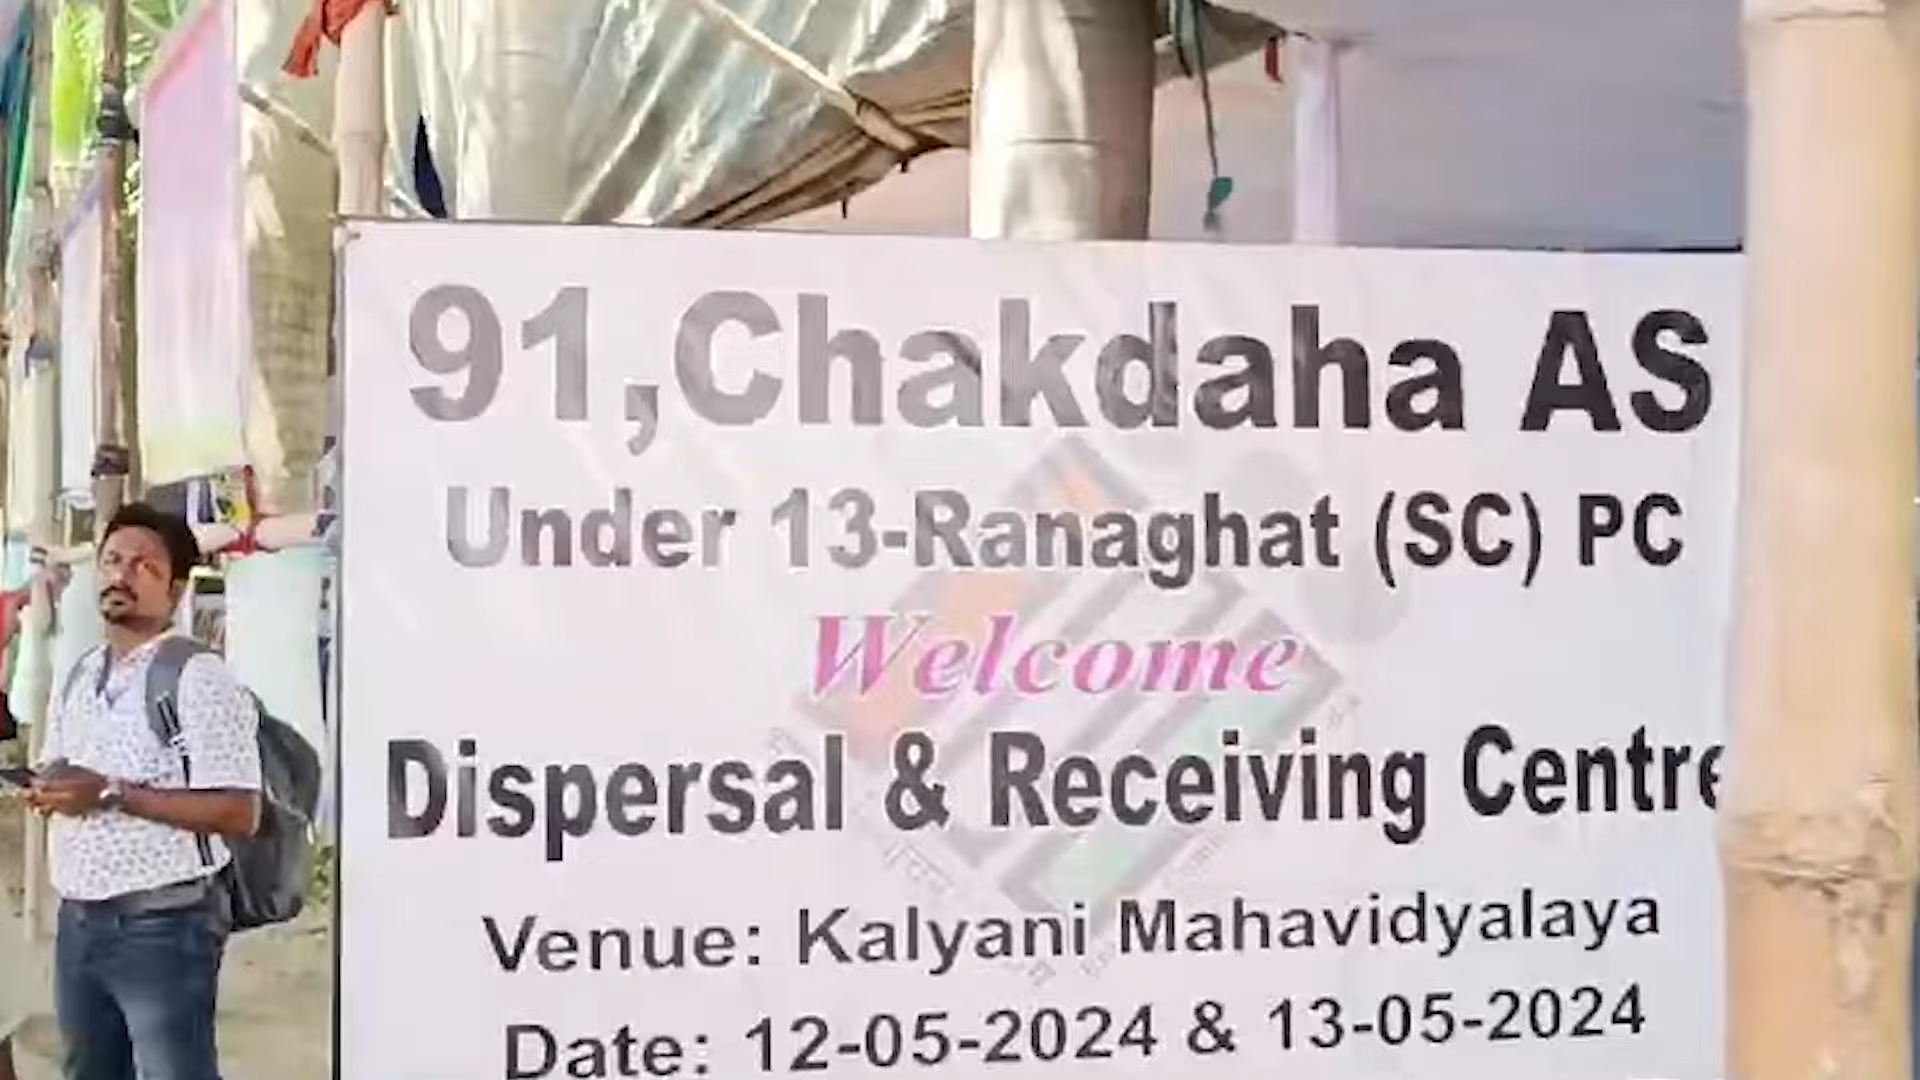 91,Chakdaha AS
Under 13-Ranaghat (SC) PC
Welcome
Dispersal & Receiving Centre
Venue: Kalyani Mahavidyalaya
Date: 12-05-2024 & 13-05-2024